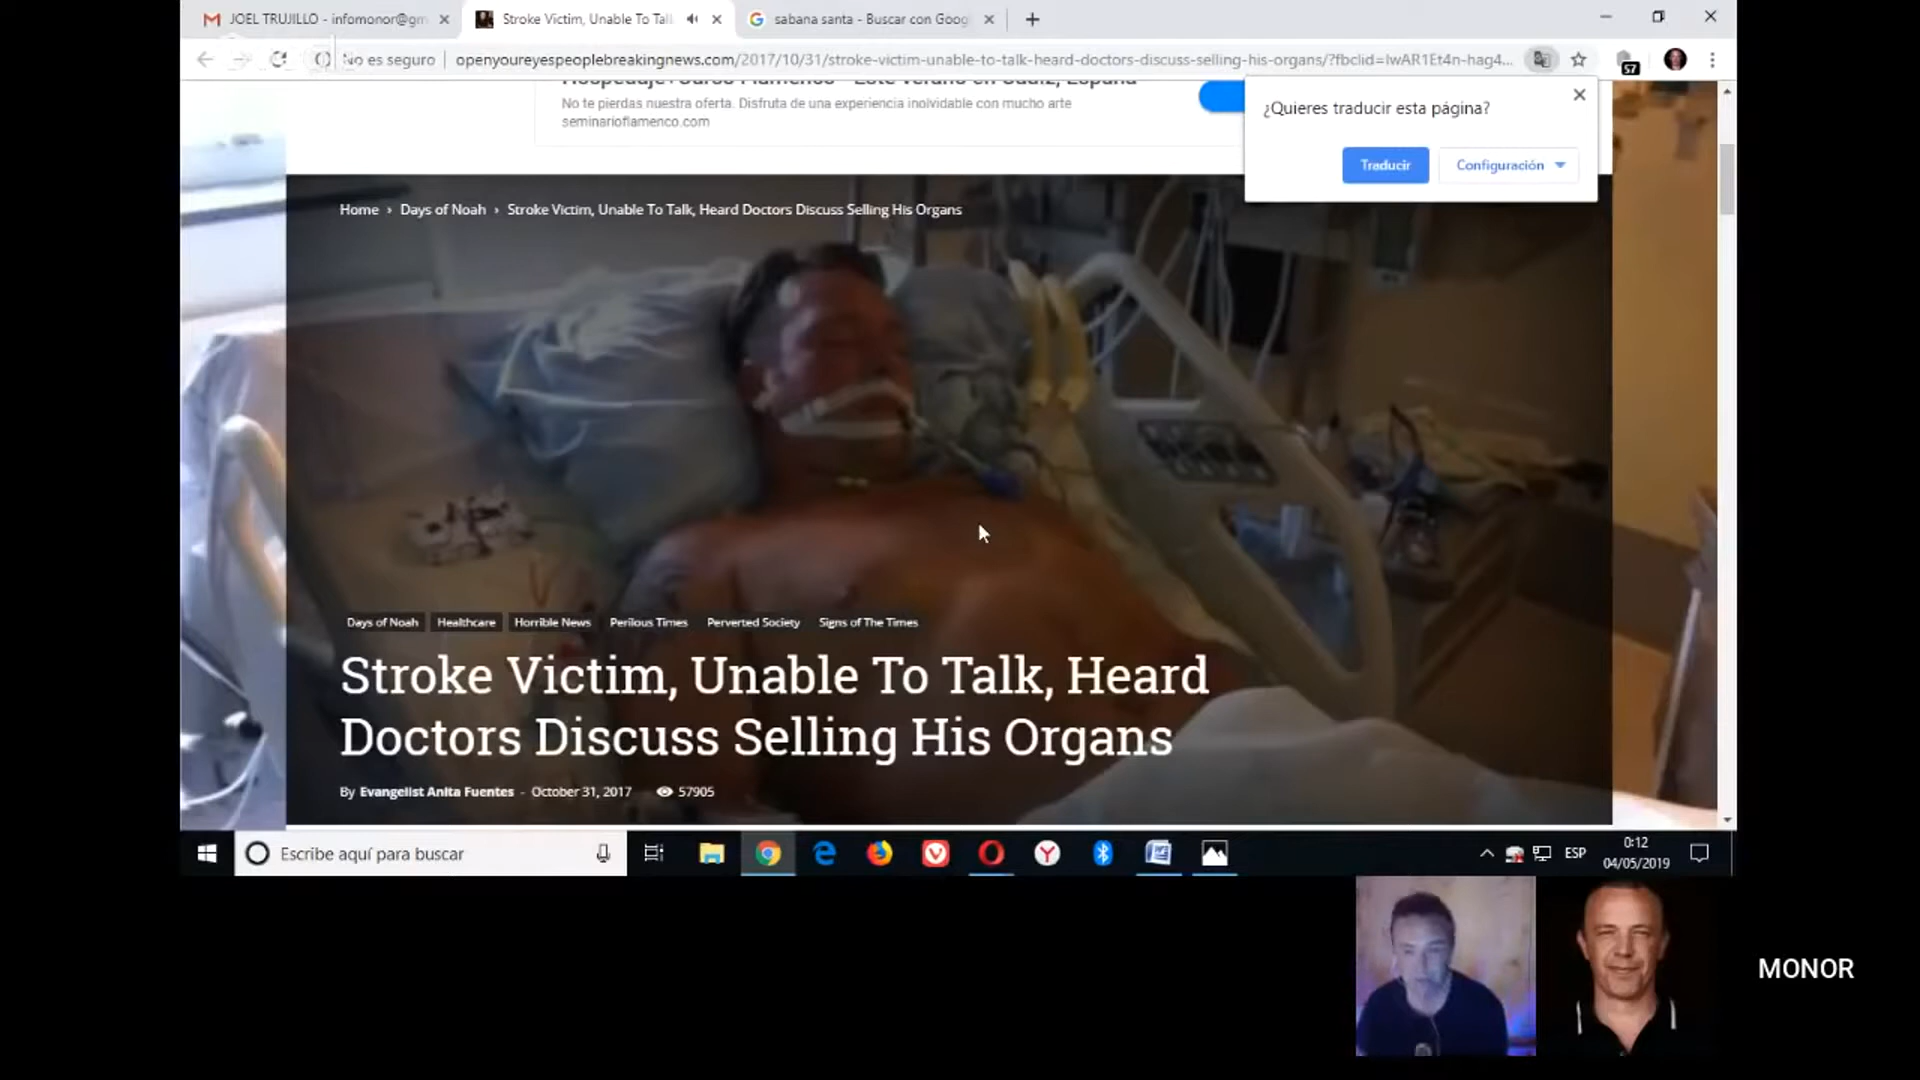 JOEL TRUJILLO - infomonor@gm
Stroke Victim, Unable To Tal
sabana santa - Buscar con Goog
No es seguro
openyoureyespeoplebreakingnews.com/2017/10/31/stroke-victim-unable-to-talk-heard-doctors-discuss-selling-his-organs/?fbclid=IwAR1Et4n-hag4...
57
No te pierdas nuestra oferta. Disfruta de una experiencia inolvidable con mucho arte
seminarioflamenco.com
¿Quieres traducir esta página?
Traducir
Configuración
Home › Days of Noah › Stroke Victim, Unable To Talk, Heard Doctors Discuss Selling His Organs
Days of Noah Healthcare Horrible News Perilous Times Perverted Society Signs of The Times
Stroke Victim, Unable To Talk, Heard
Doctors Discuss Selling His Organs
By Evangelist Anita Fuentes - October 31, 2017 57905
Escribe aquí para buscar
ESP
0:12
04/05/2019
MONOR